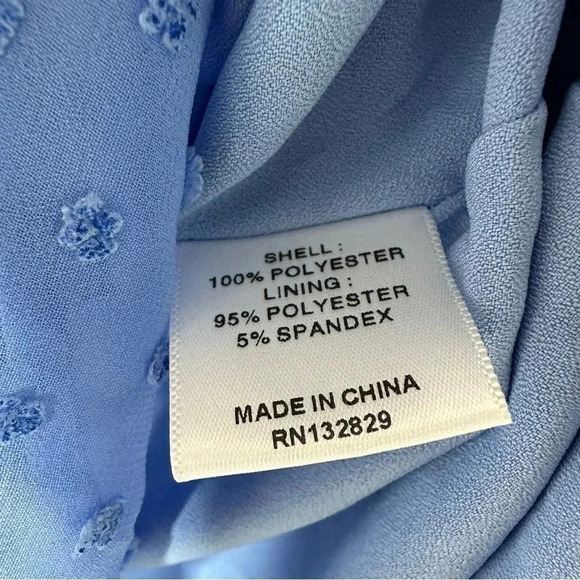 SHELL :
100% POLYESTER
LINING :
95% POLYESTER
5% SPANDEX
MADE IN CHINA
RN132829